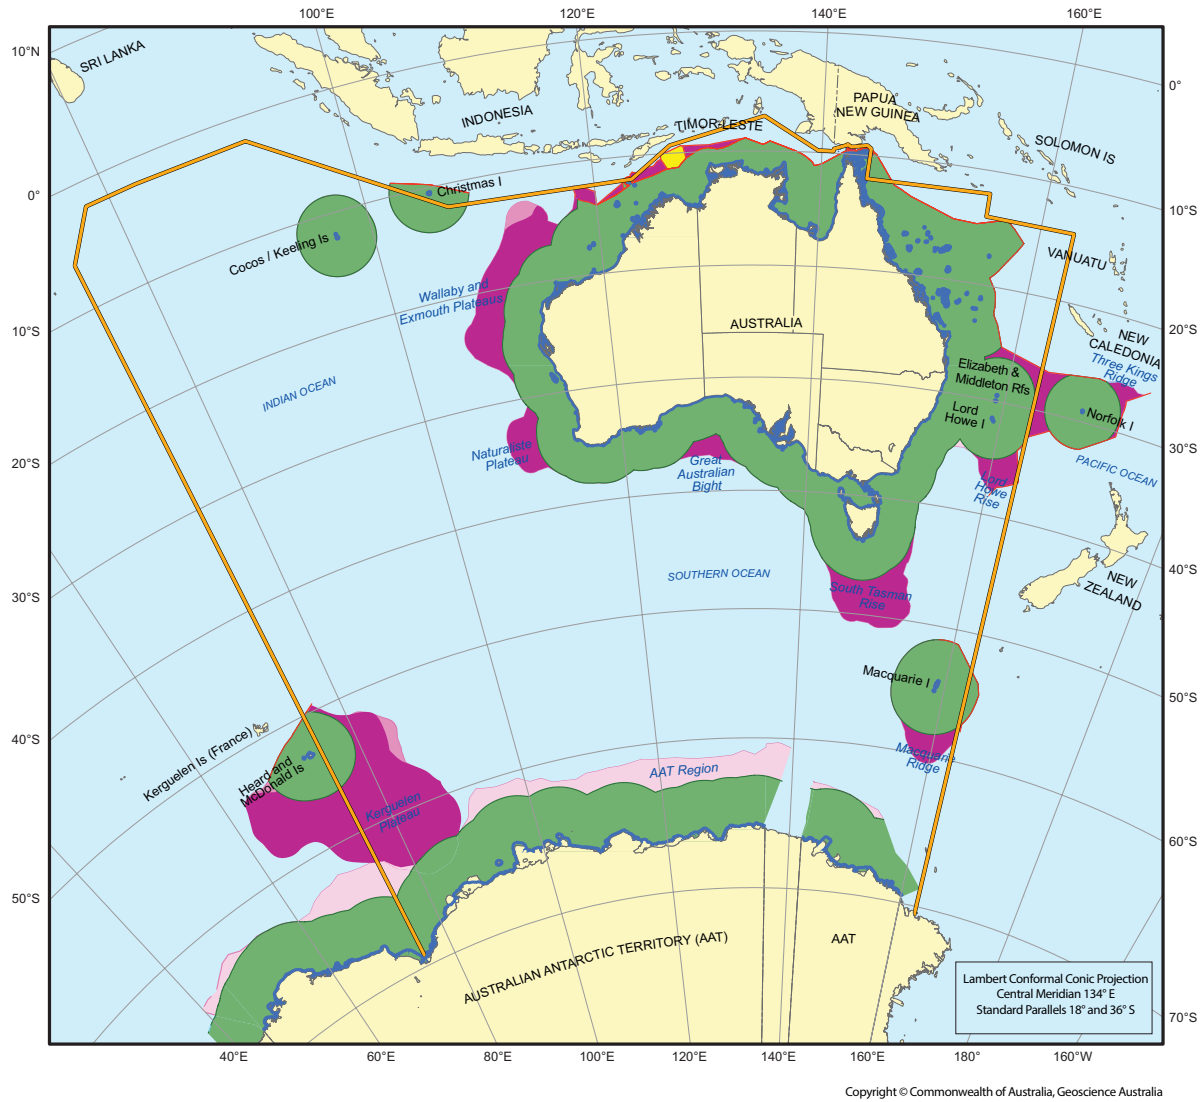 100°E
120°E
140°E
160°E
10°N
SRI LANKA
0°
INDONESIA
TIMOR-LESTE
PAPUA
NEW GUINEA
SOLOMON IS
Christmas I
0°
10°S
Cocos / Keeling Is
VANUATU
Wallaby and
Exmouth Plateaus
AUSTRALIA
10°S
20°S
NEW
CALEDONIA
Three Kings
Ridge
Elizabeth &
Middleton Rfs
INDIAN OCEAN
Lord
Howe I
Norfolk I
30°S
Naturaliste
Plateau
Great
Australian
Bight
20°S
PACIFIC OCEAN
Lord
Howe
Rise
SOUTHERN OCEAN
40°S
NEW
ZEALAND
South Tasman
Rise
30°S
Macquarie I
50°S
Kerguelen Is (France)
40°S
Macquarie
Ridge
Heard and
McDonald Is
AAT Region
Kerguelen
Plateau
60°S
50°S
AUSTRALIAN ANTARCTIC TERRITORY (AAT)
AAT
Lambert Conformal Conic Projection
Central Meridian 134° E
Standard Parallels 18° and 36° S
70°S
40°E
60°E
80°E
100°E
120°E
140°E
160°E
180°
160°W
Copyright © Commonwealth of Australia, Geoscience Australia